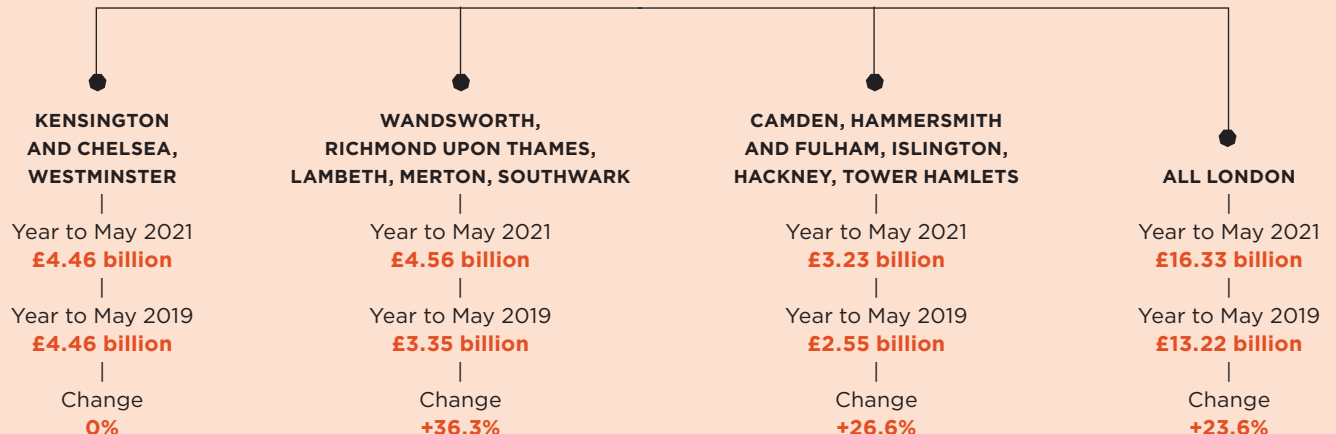 KENSINGTON
AND CHELSEA,
WESTMINSTER
Year to May 2021
£4.46 billion
Year to May 2019
£4.46 billion
Change
0%
WANDSWORTH,
RICHMOND UPON THAMES,
LAMBETH, MERTON, SOUTHWARK
Year to May 2021
£4.56 billion
Year to May 2019
£3.35 billion
Change
+36.3%
CAMDEN, HAMMERSMITH
AND FULHAM, ISLINGTON,
HACKNEY, TOWER HAMLETS
Year to May 2021
£3.23 billion
Year to May 2019
£2.55 billion
Change
+26.6%
ALL LONDON
Year to May 2021
£16.33 billion
Year to May 2019
£13.22 billion
Change
+23.6%